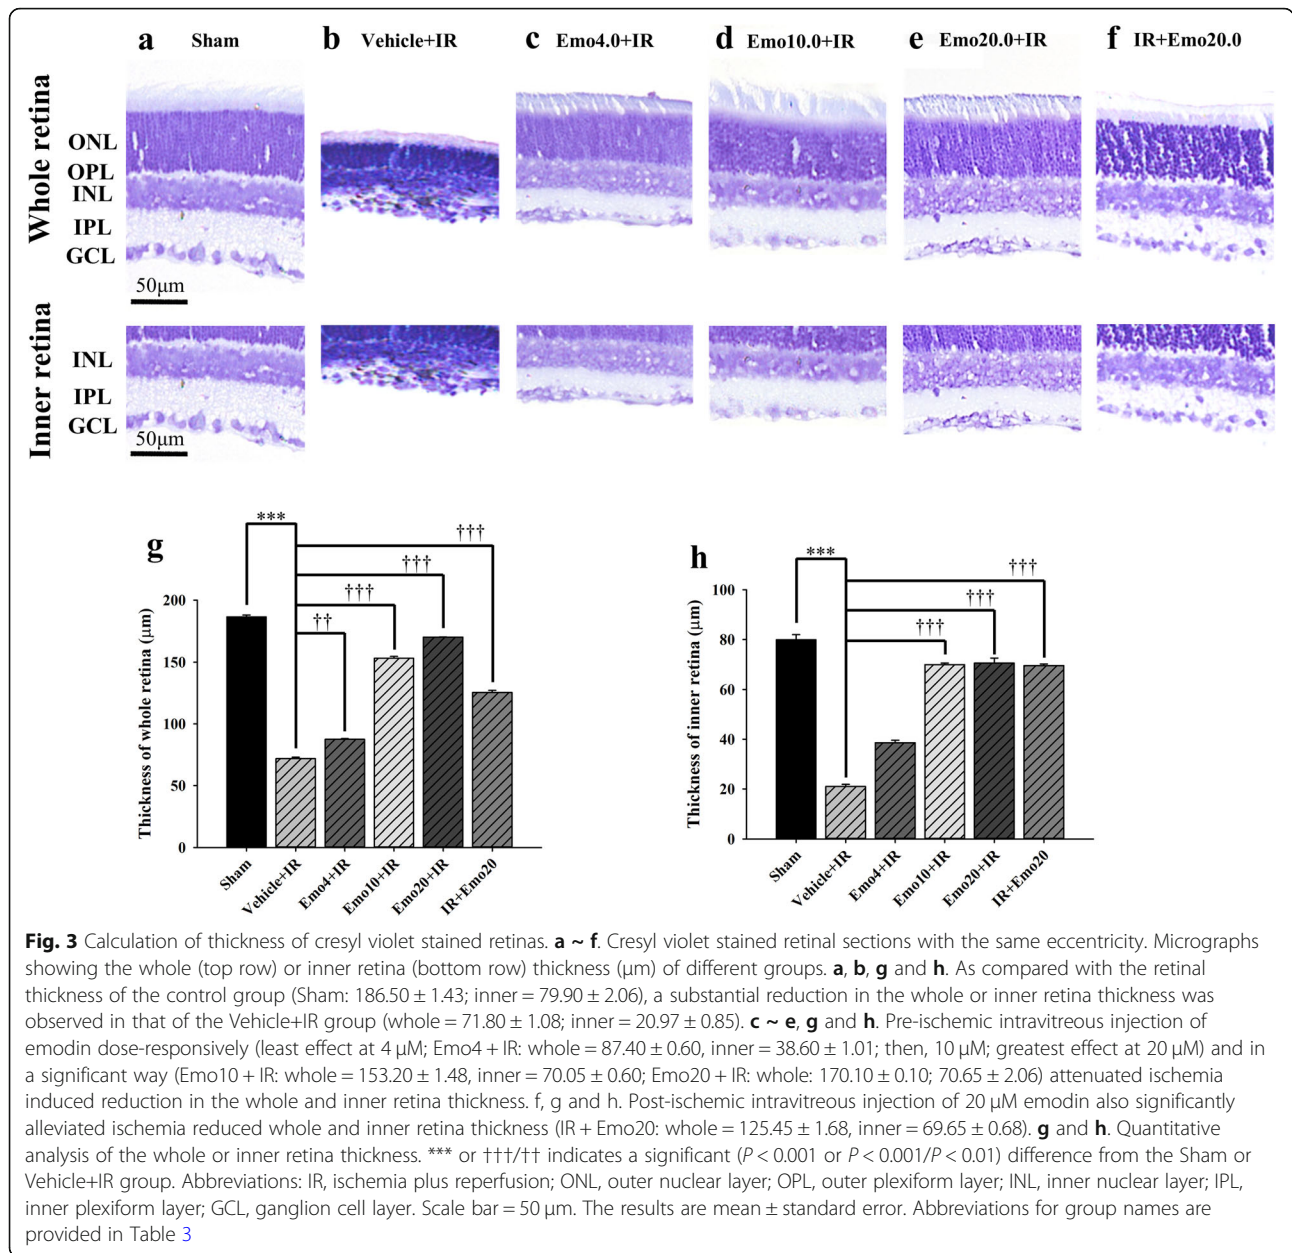 a Sham b Vehicle+IR c Emo4.0+IR d Emo10.0+IR e Emo20.0+IR f IR+Emo20.0
Whole retina
ONL
OPL
INL
IPL
GCL
50μm
Inner retina
INL
IPL
GCL
50μm
g
***
†††
†††
†††
††
Thickness of whole retina (μm)
200
150
100
50
0
Sham
Vehicle+IR
Emo4+IR
Emo10+IR
Emo20+IR
IR+Emo20
h
***
†††
†††
†††
Thickness of inner retina (μm)
100
80
60
40
20
0
Sham
Vehicle+IR
Emo4+IR
Emo10+IR
Emo20+IR
IR+Emo20
Fig. 3 Calculation of thickness of cresyl violet stained retinas. a ~ f. Cresyl violet stained retinal sections with the same eccentricity. Micrographs
showing the whole (top row) or inner retina (bottom row) thickness (μm) of different groups. a, b, g and h. As compared with the retinal
thickness of the control group (Sham: 186.50 ± 1.43; inner = 79.90 ± 2.06), a substantial reduction in the whole or inner retina thickness was
observed in that of the Vehicle+IR group (whole = 71.80 ± 1.08; inner = 20.97 ± 0.85). c ~ e, g and h. Pre-ischemic intravitreous injection of
emodin dose-responsively (least effect at 4 μM; Emo4 + IR: whole = 87.40 ± 0.60, inner = 38.60 ± 1.01; then, 10 μM; greatest effect at 20 μM) and in
a significant way (Emo10 + IR: whole = 153.20 ± 1.48, inner = 70.05 ± 0.60; Emo20 + IR: whole: 170.10 ± 0.10; 70.65 ± 2.06) attenuated ischemia
induced reduction in the whole and inner retina thickness. f, g and h. Post-ischemic intravitreous injection of 20 μM emodin also significantly
alleviated ischemia reduced whole and inner retina thickness (IR + Emo20: whole = 125.45 ± 1.68, inner = 69.65 ± 0.68). g and h. Quantitative
analysis of the whole or inner retina thickness. *** or †††/†† indicates a significant (P < 0.001 or P < 0.001/P < 0.01) difference from the Sham or
Vehicle+IR group. Abbreviations: IR, ischemia plus reperfusion; ONL, outer nuclear layer; OPL, outer plexiform layer; INL, inner nuclear layer; IPL,
inner plexiform layer; GCL, ganglion cell layer. Scale bar = 50 μm. The results are mean ± standard error. Abbreviations for group names are
provided in Table 3